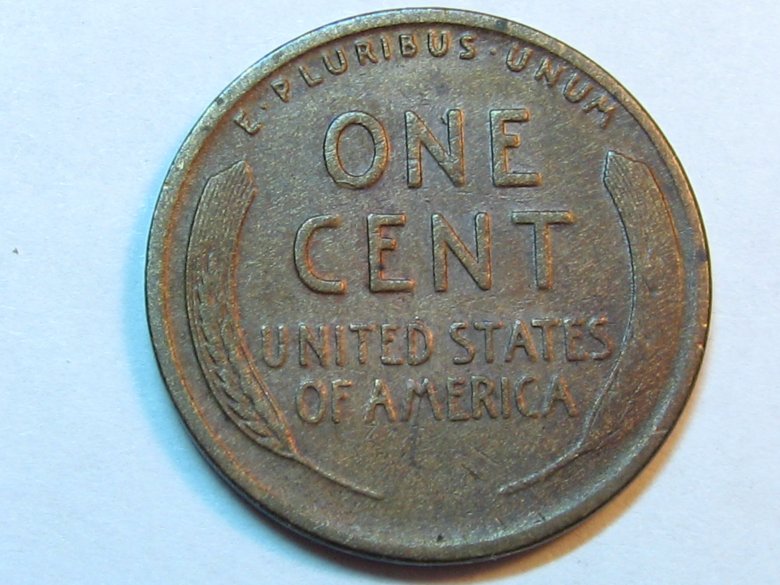 E·PLURIBUS·UNUM
ONE
CENT
UNITED STATES
OF AMERICA